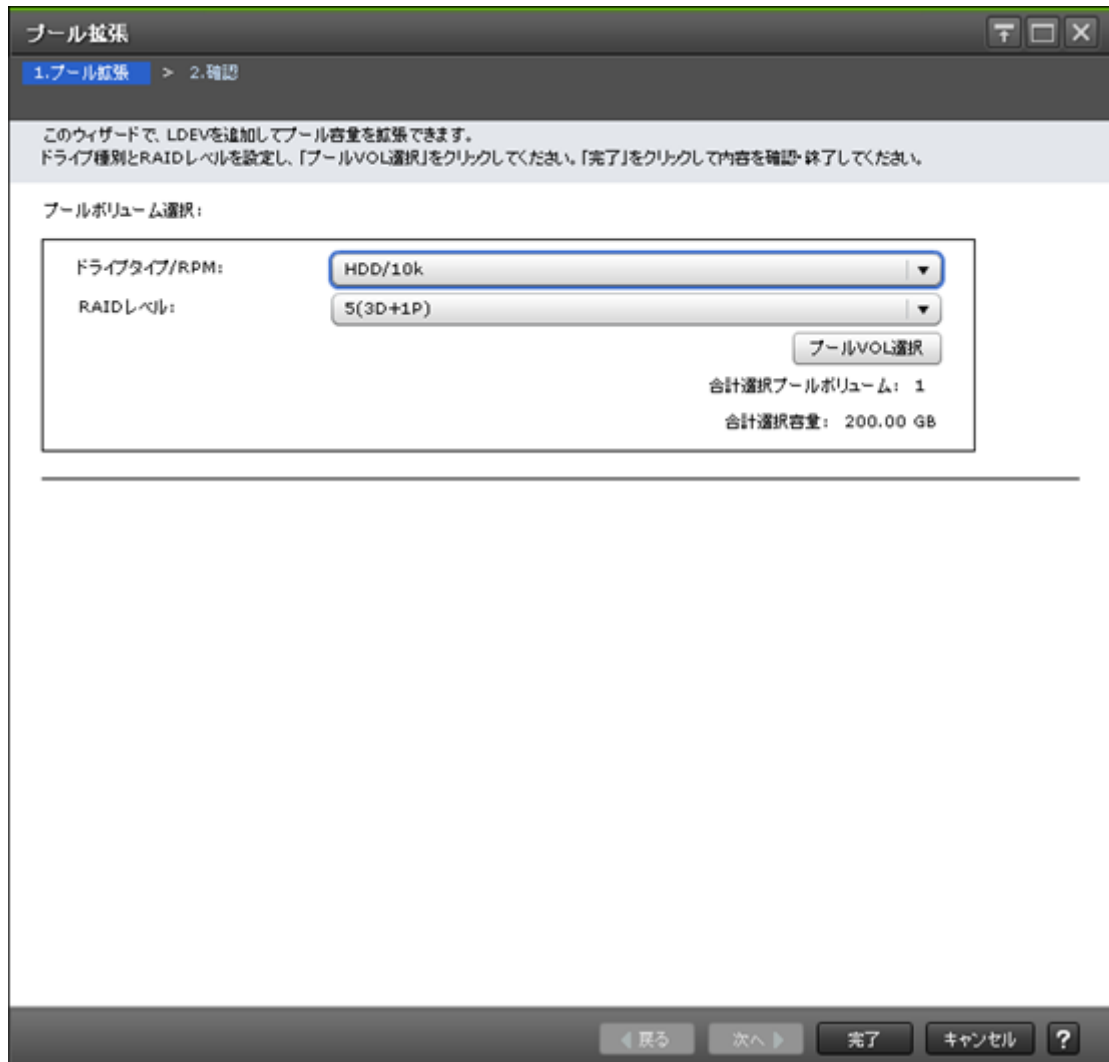 プール拡張
1.プール拡張 > 2.確認
このウィザードで、LDEVを追加してプール容量を拡張できます。
ドライブ種別とRAIDレベルを設定し、「プールVOL選択」をクリックしてください。「完了」をクリックして内容を確認・終了してください。
プールボリューム選択:
ドライブタイプ/RPM: HDD/10k
RAIDレベル: 5(3D+1P)
プールVOL選択
合計選択プールボリューム: 1
合計選択容量: 200.00 GB
戻る 次へ 完了 キャンセル ?